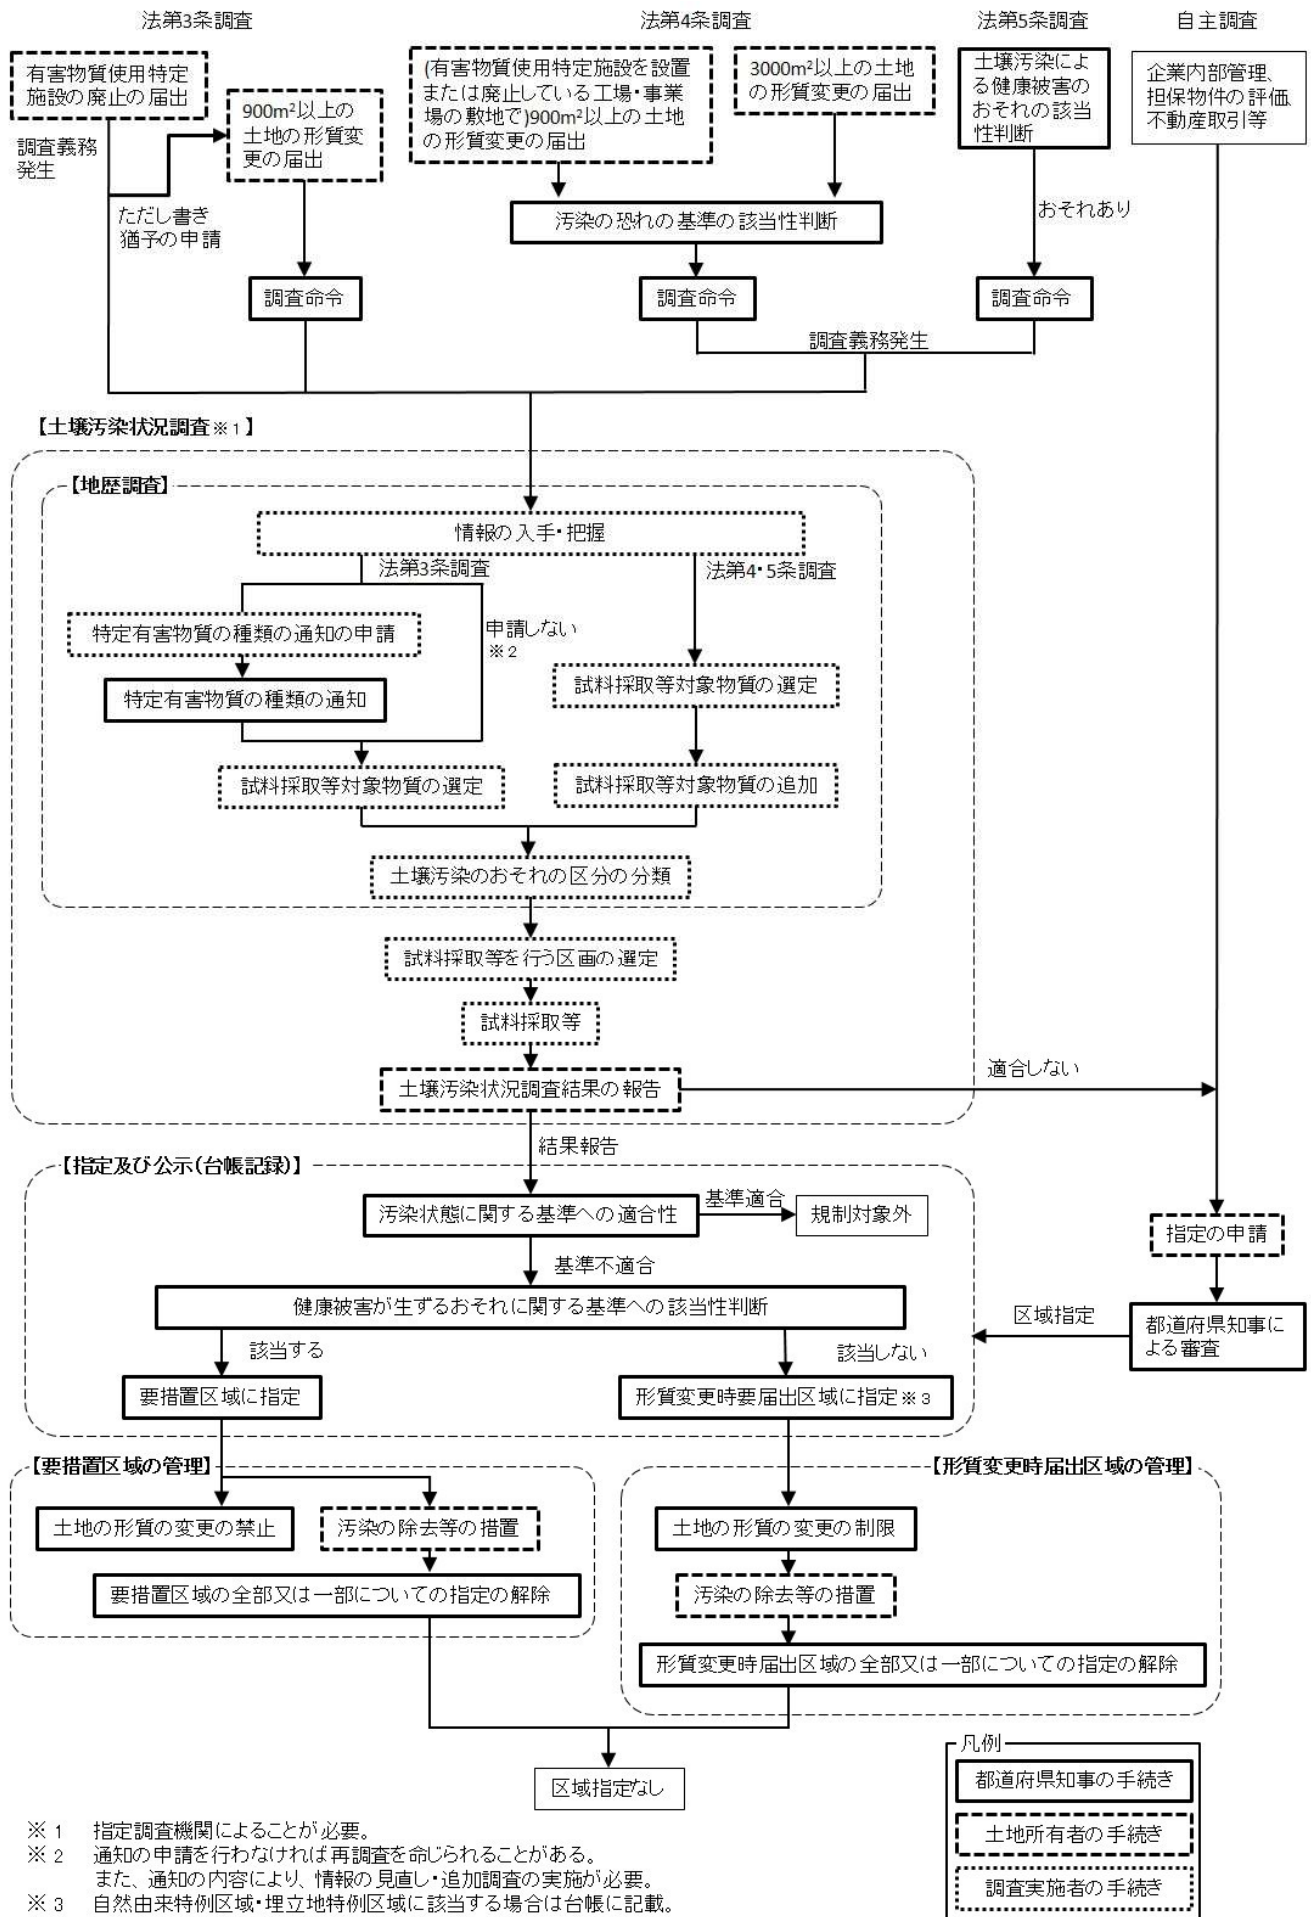 法第3条調査
法第4条調査
法第5条調査
自主調査
有害物質使用特定
施設の廃止の届出
900m²以上の
土地の形質変
更の届出
(有害物質使用特定施設を設置
または廃止している工場・事業
場の敷地で)900m²以上の土地
の形質変更の届出
3000m²以上の土地
の形質変更の届出
土壌汚染によ
る健康被害の
おそれの該当
性判断
企業内部管理、
担保物件の評価、
不動産取引等
調査義務
発生
ただし書き
猶予の申請
汚染の恐れの基準の該当性判断
おそれあり
調査命令
調査命令
調査命令
調査義務発生
【土壌汚染状況調査※1】
【地歴調査】
情報の入手・把握
法第3条調査
法第4・5条調査
特定有害物質の種類の通知の申請
申請しない
※2
特定有害物質の種類の通知
試料採取等対象物質の選定
試料採取等対象物質の選定
試料採取等対象物質の追加
土壌汚染のおそれの区分の分類
試料採取等を行う区画の選定
試料採取等
土壌汚染状況調査結果の報告
適合しない
結果報告
【指定及び公示(台帳記録)】
汚染状態に関する基準への適合性
基準適合
規制対象外
指定の申請
基準不適合
健康被害が生ずるおそれに関する基準への該当性判断
区域指定
都道府県知事に
よる審査
該当する
該当しない
要措置区域に指定
形質変更時要届出区域に指定※3
【要措置区域の管理】
【形質変更時届出区域の管理】
土地の形質の変更の禁止
汚染の除去等の措置
土地の形質の変更の制限
要措置区域の全部又は一部についての指定の解除
汚染の除去等の措置
形質変更時届出区域の全部又は一部についての指定の解除
区域指定なし
凡例
都道府県知事の手続き
土地所有者の手続き
調査実施者の手続き
※1 指定調査機関によることが必要。
※2 通知の申請を行わなければ再調査を命じられることがある。
また、通知の内容により、情報の見直し・追加調査の実施が必要。
※3 自然由来特例区域・埋立地特例区域に該当する場合は台帳に記載。